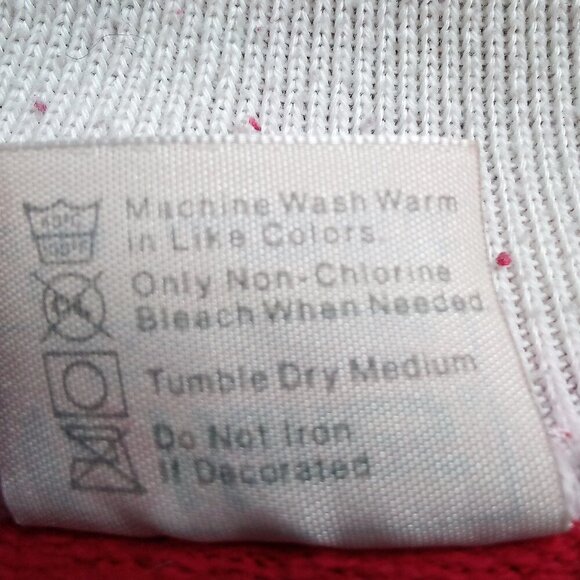 Machine Wash Warm
in Like Colors.
Only Non-Chlorine
Bleach When Needed
Tumble Dry Medium
Do Not Iron
If Decorated